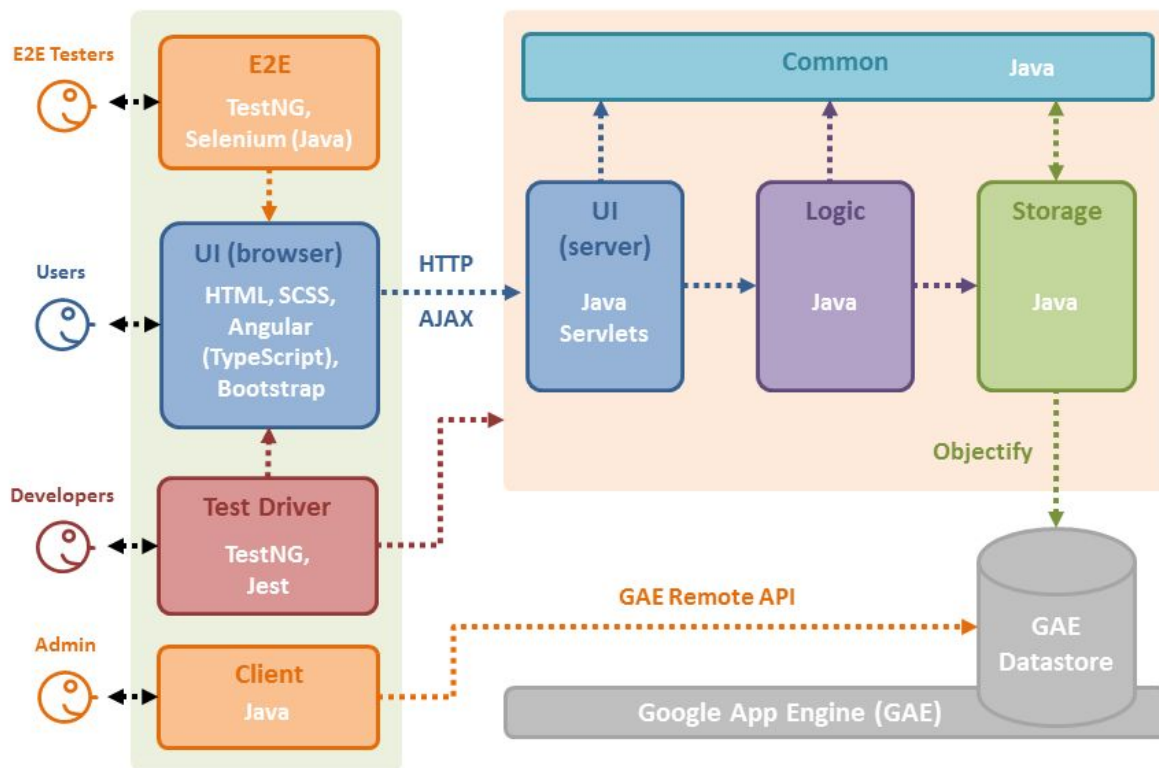 E2E Testers
E2E
TestNG,
Selenium (Java)
Users
UI (browser)
HTML, SCSS,
Angular
(TypeScript),
Bootstrap
HTTP
AJAX
Developers
Test Driver
TestNG,
Jest
Admin
Client
Java
Common
Java
UI
(server)
Java
Servlets
Logic
Java
Storage
Java
Objectify
GAE Remote API
GAE
Datastore
Google App Engine (GAE)